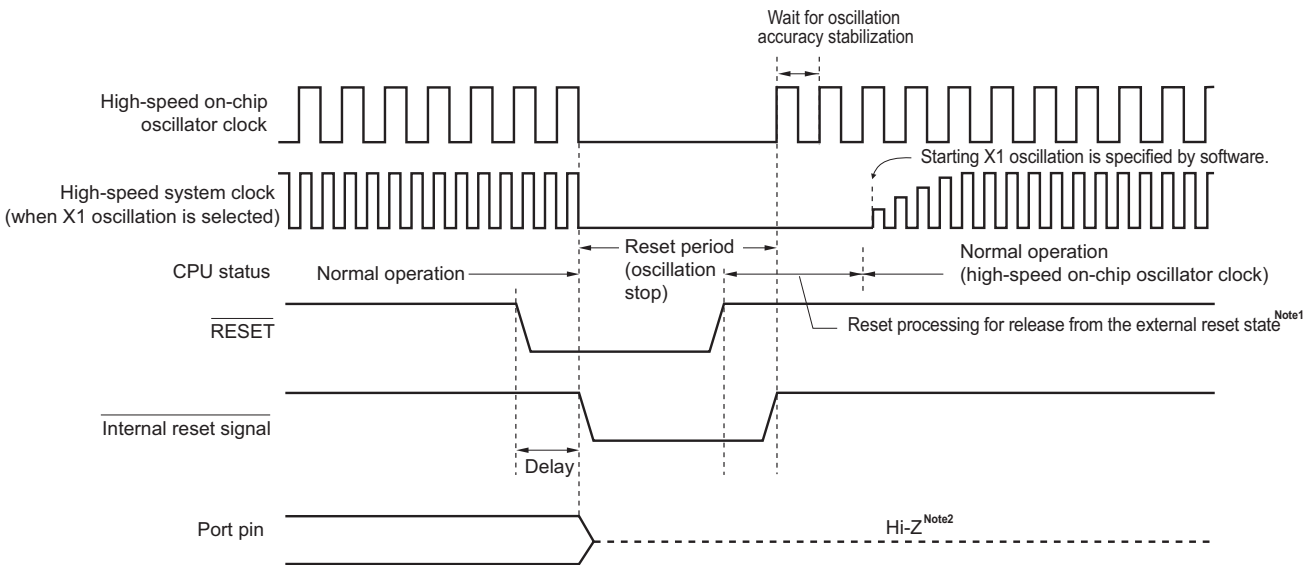 Wait for oscillation
accuracy stabilization
High-speed on-chip
oscillator clock
Starting X1 oscillation is specified by software.
High-speed system clock
(when X1 oscillation is selected)
Reset period
(oscillation
stop)
Normal operation
(high-speed on-chip oscillator clock)
CPU status
Normal operation
RESET
Reset processing for release from the external reset state Note1
Internal reset signal
Delay
Port pin
Hi-Z Note2